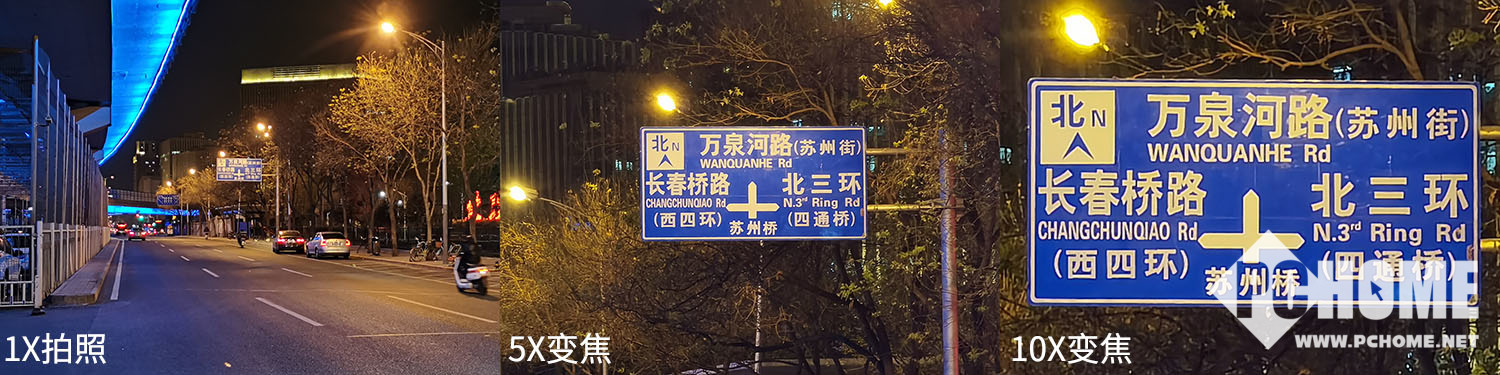 1X拍照
北N
万泉河路(苏州街)
WANQUANHE Rd
长春桥路
北三环
CHANGCHUNQIAO Rd
N.3rd Ring Rd
(西四环)
苏州桥
(四通桥)
5X变焦
北N
万泉河路(苏州街)
WANQUANHE Rd
长春桥路
北三环
CHANGCHUNQIAO Rd
N.3rd Ring Rd
(西四环)
苏州桥
(四通桥)
10X变焦
PCHOME
WWW.PCHOME.NET